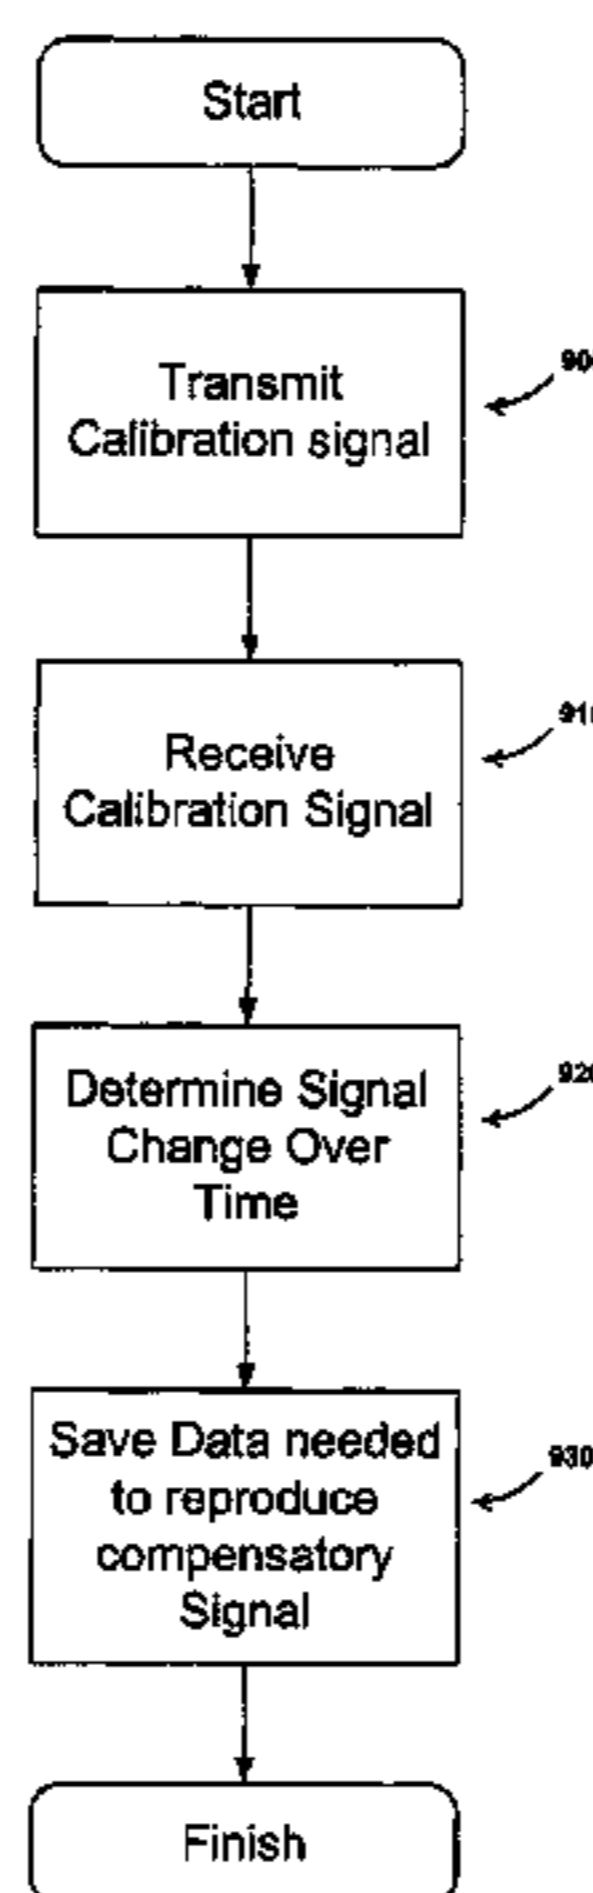 Start
Transmit
Calibration signal
Receive
Calibration Signal
Determine Signal
Change Over
Time
Save Data needed
to reproduce
compensatory
Signal
930
Finish